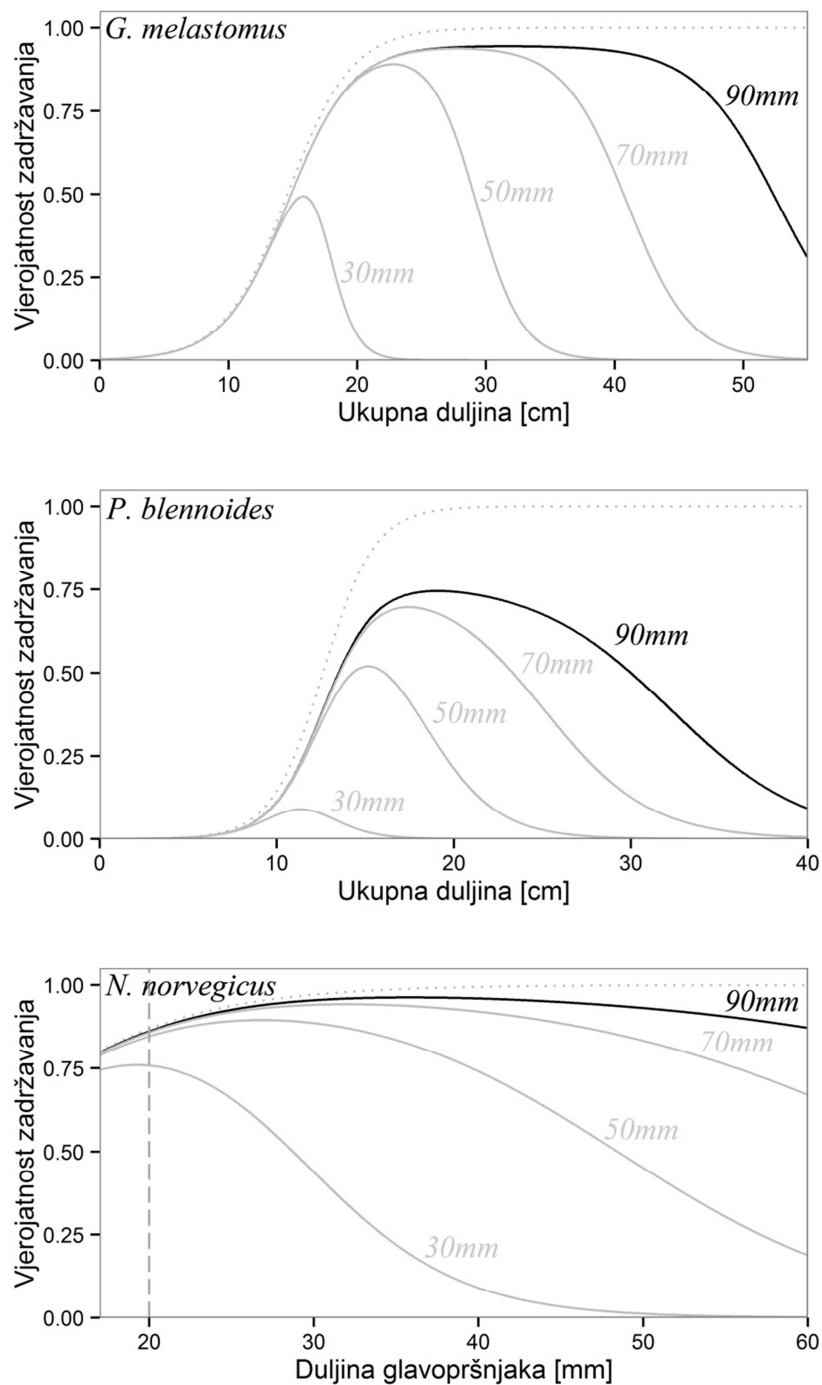 G. melastomus
Vjerojatnost zadržavanja
1.00
0.75
0.50
0.25
0.00
90mm
70mm
50mm
30mm
0
10
20
30
40
50
Ukupna duljina [cm]
P. blennoides
Vjerojatnost zadržavanja
1.00
0.75
0.50
0.25
0.00
90mm
70mm
50mm
30mm
0
10
20
30
40
Ukupna duljina [cm]
N. norvegicus
Vjerojatnost zadržavanja
1.00
0.75
0.50
0.25
0.00
90mm
70mm
50mm
30mm
20
30
40
50
60
Duljina glavopršnjaka [mm]